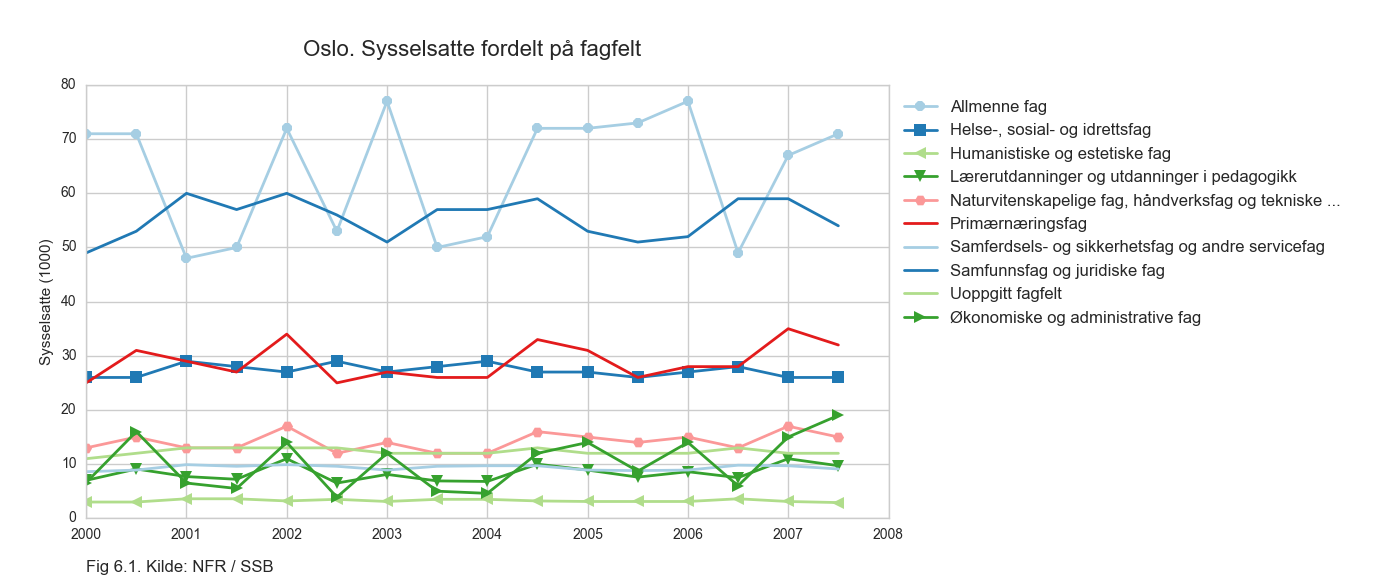 Oslo. Sysselsatte fordelt på fagfelt
Sysselsatte (1000)
80
70
60
50
40
30
20
10
0
2000 2001 2002 2003 2004 2005 2006 2007 2008
Allmenne fag
Helse-, sosial- og idrettsfag
Humanistiske og estetiske fag
Lærerutdanninger og utdanninger i pedagogikk
Naturvitenskapelige fag, håndverksfag og tekniske ...
Primærnæringsfag
Samferdsels- og sikkerhetsfag og andre servicefag
Samfunnsfag og juridiske fag
Uoppgitt fagfelt
Økonomiske og administrative fag
Fig 6.1. Kilde: NFR / SSB